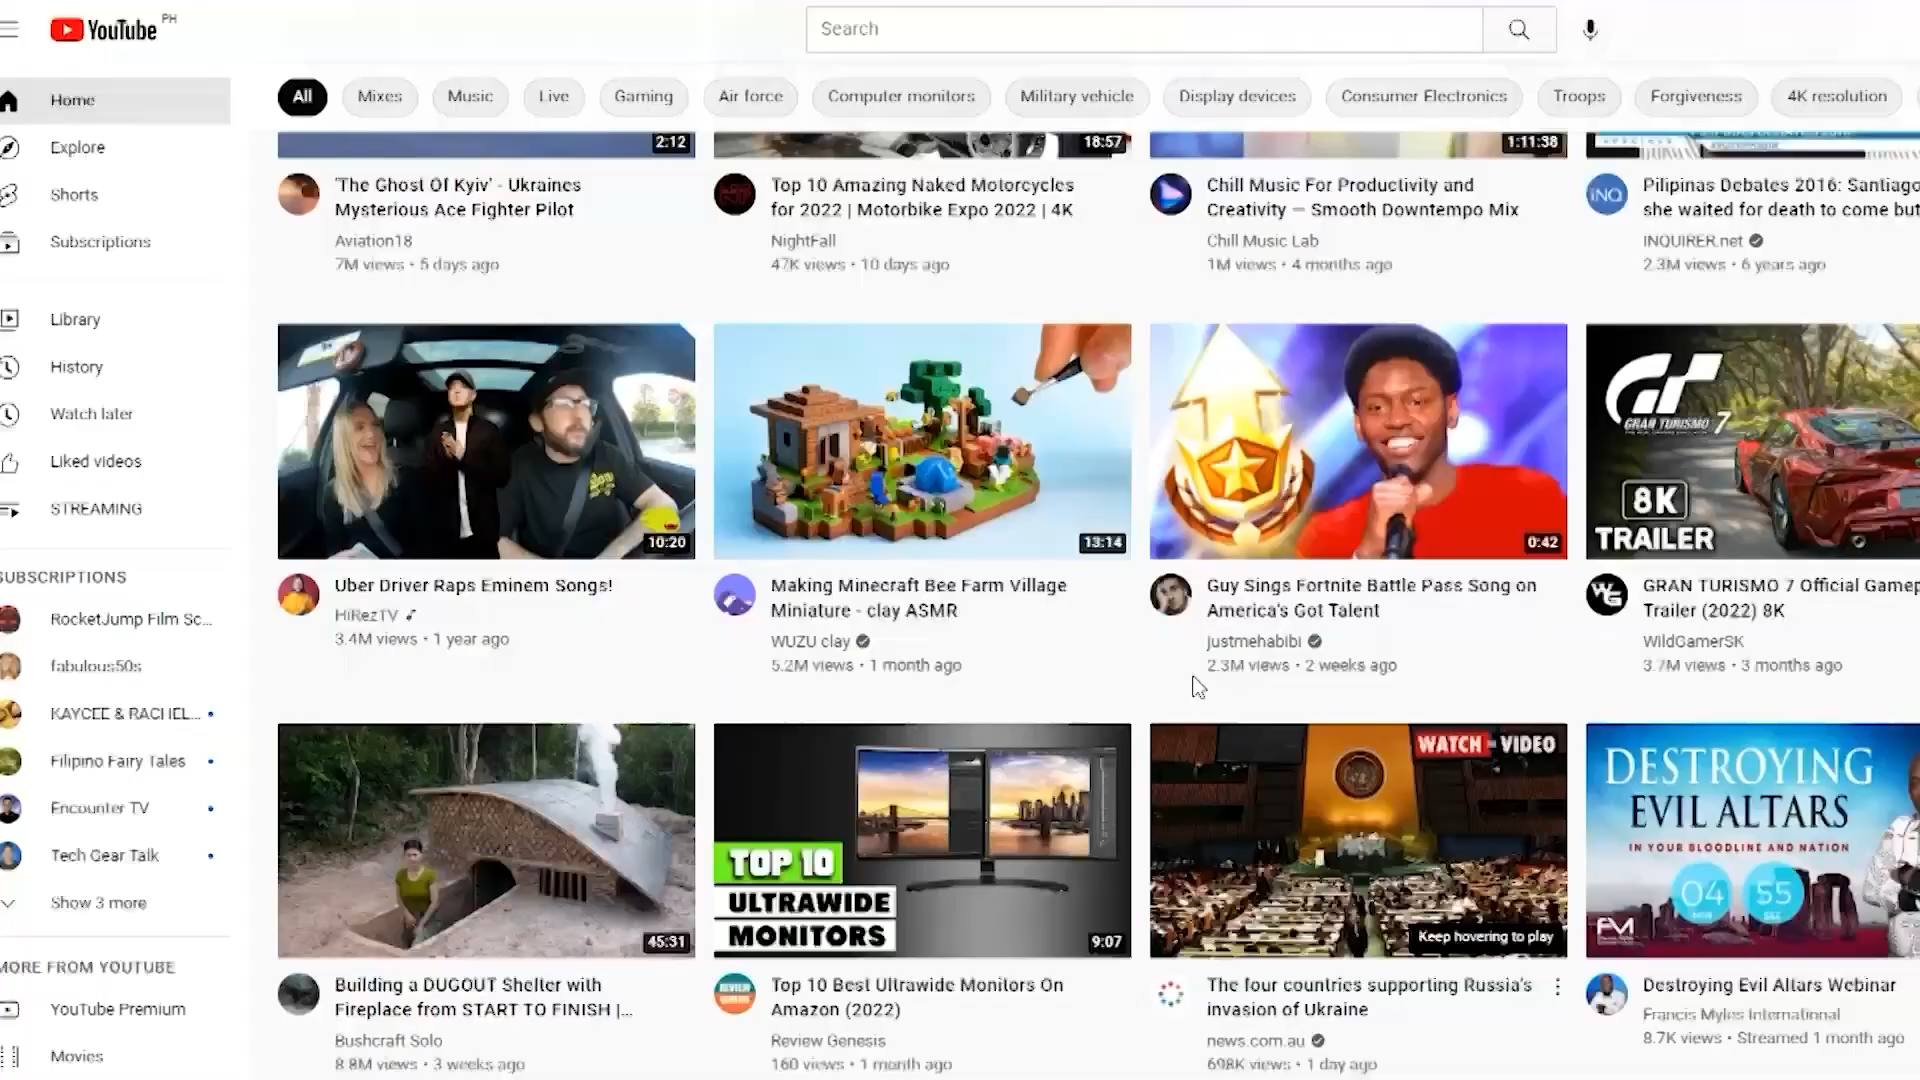 YouTube PH
Search
All Mixes Music Live Gaming Air force Computer monitors Military vehicle Display devices Consumer Electronics Troops Forgiveness 4K resolution
Home
Explore
Shorts
Subscriptions
Library
History
Watch later
Liked videos
STREAMING
SUBSCRIPTIONS
RocketJump Film Sc...
fabulous50s
KAYCEE & RACHEL...
Filipino Fairy Tales
Encounter TV
Tech Gear Talk
Show 3 more
MORE FROM YOUTUBE
YouTube Premium
Movies
2:12
'The Ghost Of Kyiv' - Ukraines
Mysterious Ace Fighter Pilot
Aviation18
7M views • 5 days ago
18:57
Top 10 Amazing Naked Motorcycles
for 2022 | Motorbike Expo 2022 | 4K
NightFall
47K views • 10 days ago
1:11:38
Chill Music For Productivity and
Creativity — Smooth Downtempo Mix
Chill Music Lab
1M views • 4 months ago
INQ
Pilipinas Debates 2016: Santiago
she waited for death to come but
INQUIRER.net
2.3M views • 6 years ago
10:20
Uber Driver Raps Eminem Songs!
HiRezTV
3.4M views • 1 year ago
13:14
Making Minecraft Bee Farm Village
Miniature - clay ASMR
WUZU clay
5.2M views • 1 month ago
0:42
Guy Sings Fortnite Battle Pass Song on
America's Got Talent
justmehabibi
2.3M views • 2 weeks ago
GRAN TURISMO 7
8K
TRAILER
GRAN TURISMO 7 Official Gamep
Trailer (2022) 8K
WildGamerSK
3.7M views • 3 months ago
45:31
Building a DUGOUT Shelter with
Fireplace from START TO FINISH |...
Bushcraft Solo
8.8M views • 3 weeks ago
TOP 10
ULTRAWIDE
MONITORS
9:07
REVIEW
Top 10 Best Ultrawide Monitors On
Amazon (2022)
Review Genesis
160 views • 1 month ago
WATCH - VIDEO
Keep hovering to play
The four countries supporting Russia's
invasion of Ukraine
news.com.au
698K views • 1 day ago
DESTROYING
EVIL ALTARS
IN YOUR BLOODLINE AND NATION
04 55
FM
Destroying Evil Altars Webinar
Francis Myles International
8.7K views • Streamed 1 month ago